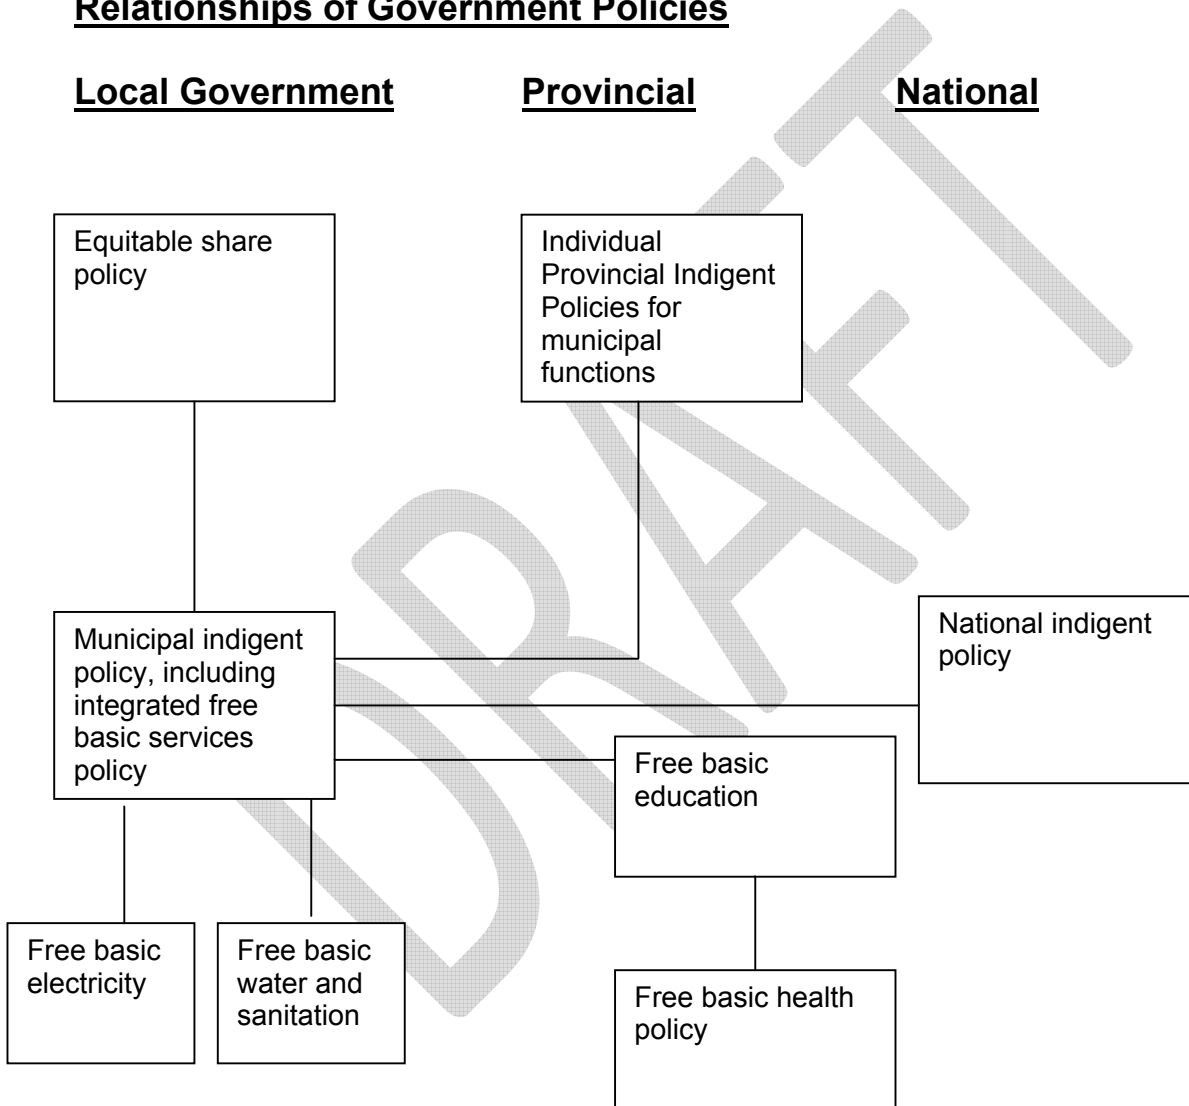 Relationships of Government Policies
Local Government Provincial National
Equitable share
policy
Individual
Provincial Indigent
Policies for
municipal
functions
Municipal indigent
policy, including
integrated free
basic services
policy
National indigent
policy
Free basic
education
Free basic
electricity
Free basic
water and
sanitation
Free basic health
policy
DRAFT